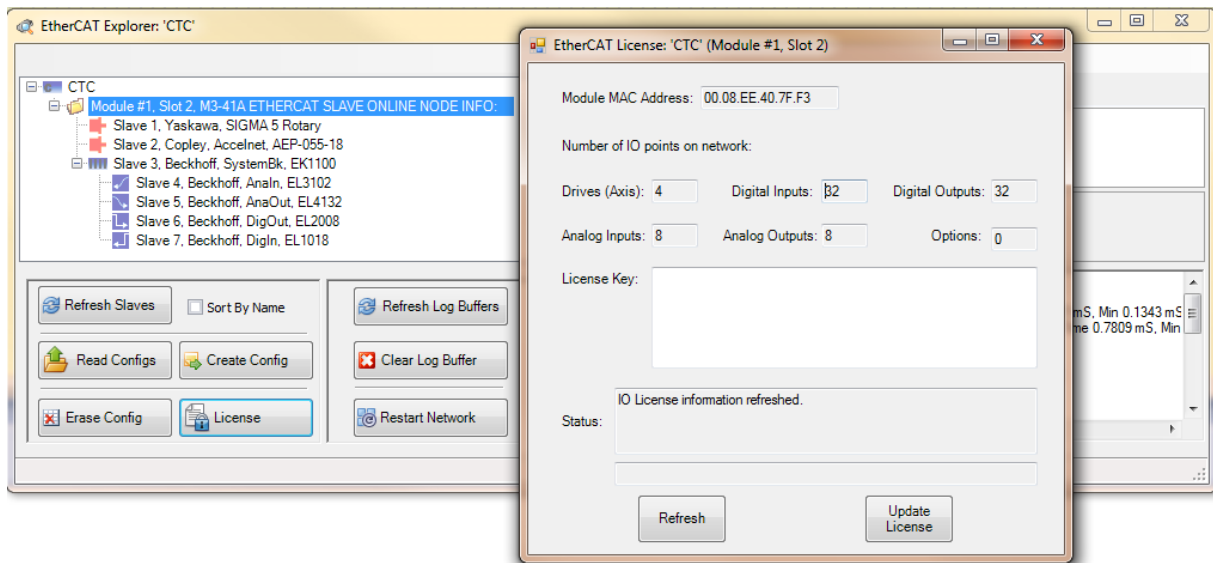 EtherCAT Explorer: 'CTC'
CTC
Module #1, Slot 2, M3-41A ETHERCAT SLAVE ONLINE NODE INFO:
Slave 1, Yaskawa, SIGMA 5 Rotary
Slave 2, Copley, Accelnet, AEP-055-18
Slave 3, Beckhoff, SystemBk, EK1100
Slave 4, Beckhoff, AnaIn, EL3102
Slave 5, Beckhoff, AnaOut, EL4132
Slave 6, Beckhoff, DigOut, EL2008
Slave 7, Beckhoff, DigIn, EL1018
Refresh Slaves
Sort By Name
Refresh Log Buffers
Read Configs
Create Config
Clear Log Buffer
Erase Config
License
Restart Network
EtherCAT License: 'CTC' (Module #1, Slot 2)
Module MAC Address: 00.08.EE.40.7F.F3
Number of IO points on network:
Drives (Axis): 4 Digital Inputs: 32 Digital Outputs: 32
Analog Inputs: 8 Analog Outputs: 8 Options: 0
License Key:
Status: IO License information refreshed.
Refresh
Update
License
mS, Min 0.1343 mS
me 0.7809 mS, Min